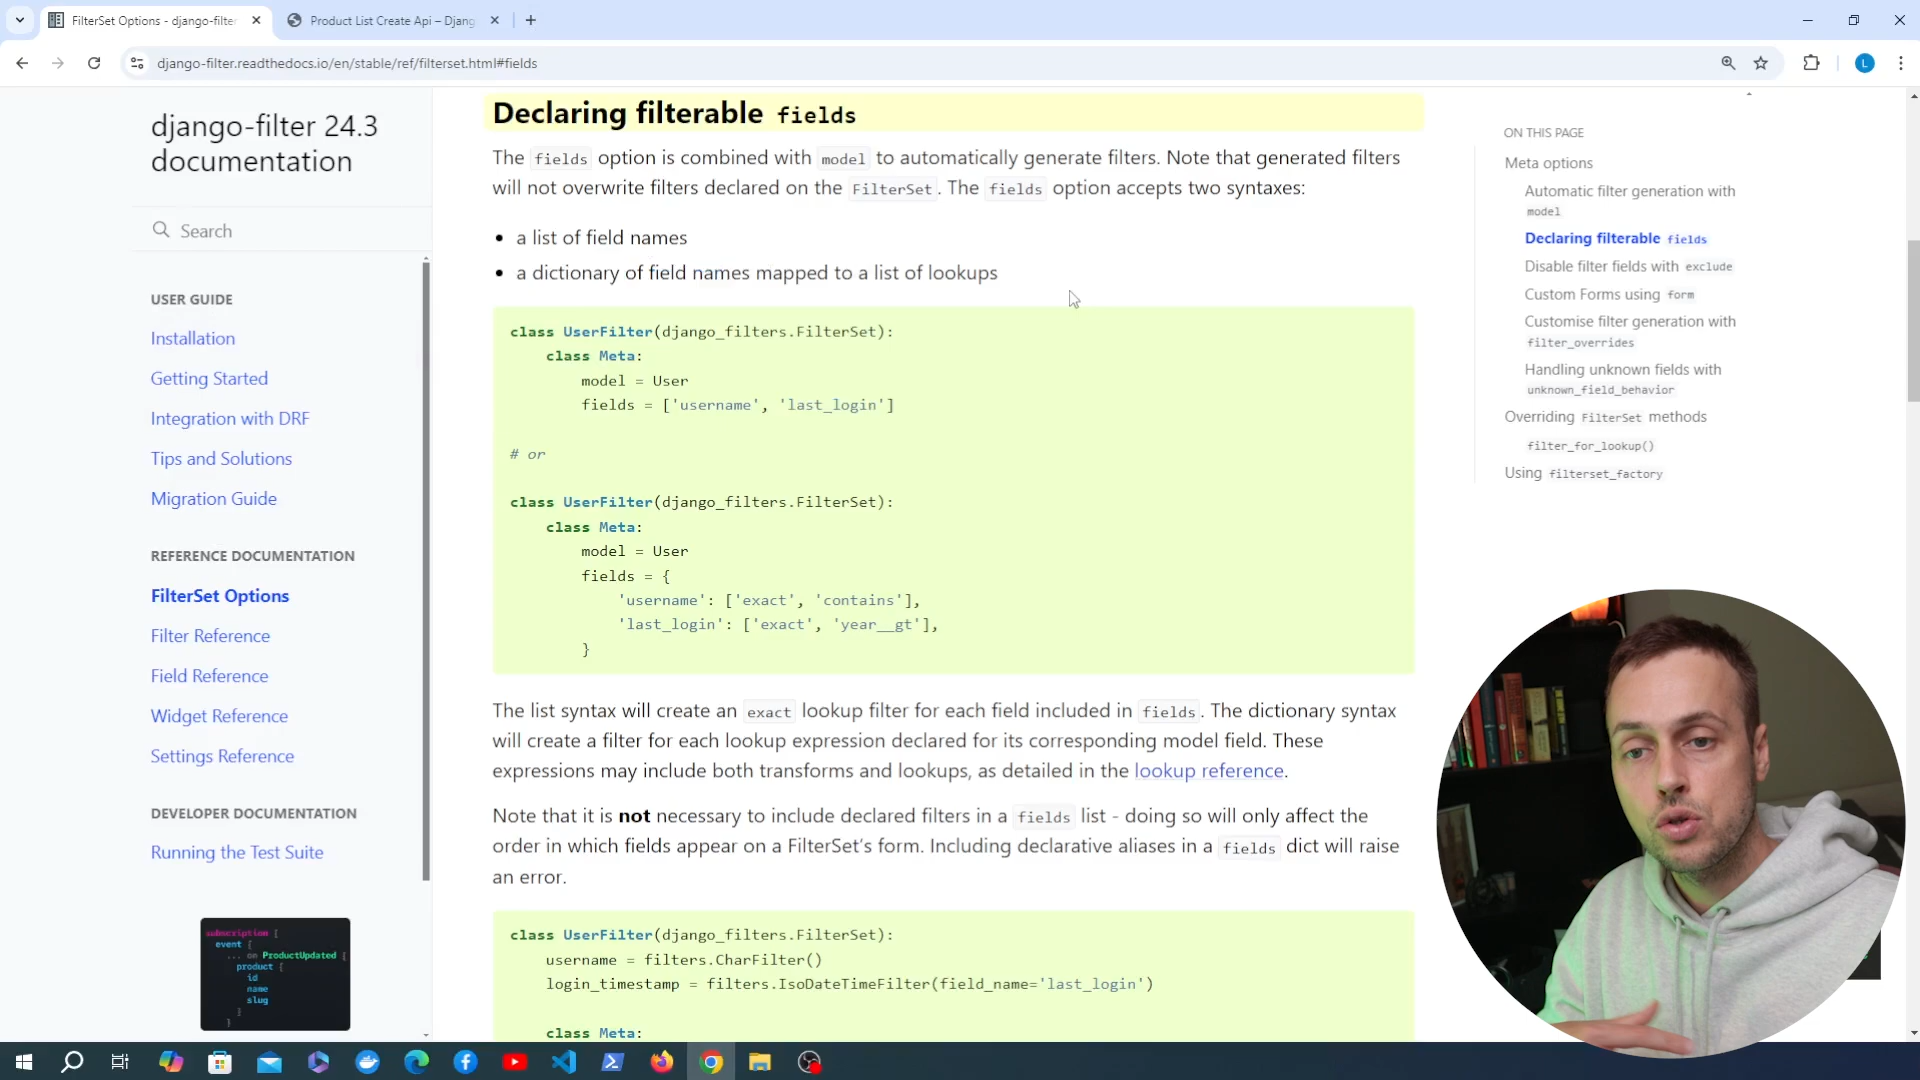 FilterSet Options - django-filter
Product List Create Api – Djang
django-filter.readthedocs.io/en/stable/ref/filterset.html#fields
L
django-filter 24.3
documentation
Search
USER GUIDE
Installation
Getting Started
Integration with DRF
Tips and Solutions
Migration Guide
REFERENCE DOCUMENTATION
FilterSet Options
Filter Reference
Field Reference
Widget Reference
Settings Reference
DEVELOPER DOCUMENTATION
Running the Test Suite
subscription {
event {
... on ProductUpdated {
product {
id
name
slug
}
}
Declaring filterable fields
The fields option is combined with model to automatically generate filters. Note that generated filters
will not overwrite filters declared on the FilterSet. The fields option accepts two syntaxes:
• a list of field names
• a dictionary of field names mapped to a list of lookups
class UserFilter(django_filters.FilterSet):
class Meta:
model = User
fields = ['username', 'last_login']
# or
class UserFilter(django_filters.FilterSet):
class Meta:
model = User
fields = {
'username': ['exact', 'contains'],
'last_login': ['exact', 'year__gt'],
}
The list syntax will create an exact lookup filter for each field included in fields. The dictionary syntax
will create a filter for each lookup expression declared for its corresponding model field. These
expressions may include both transforms and lookups, as detailed in the lookup reference.
Note that it is not necessary to include declared filters in a fields list - doing so will only affect the
order in which fields appear on a FilterSet's form. Including declarative aliases in a fields dict will raise
an error.
class UserFilter(django_filters.FilterSet):
username = filters.CharFilter()
login_timestamp = filters.IsoDateTimeFilter(field_name='last_login')
class Meta:
ON THIS PAGE
Meta options
Automatic filter generation with
model
Declaring filterable fields
Disable filter fields with exclude
Custom Forms using form
Customise filter generation with
filter_overrides
Handling unknown fields with
unknown_field_behavior
Overriding FilterSet methods
filter_for_lookup()
Using filterset_factory